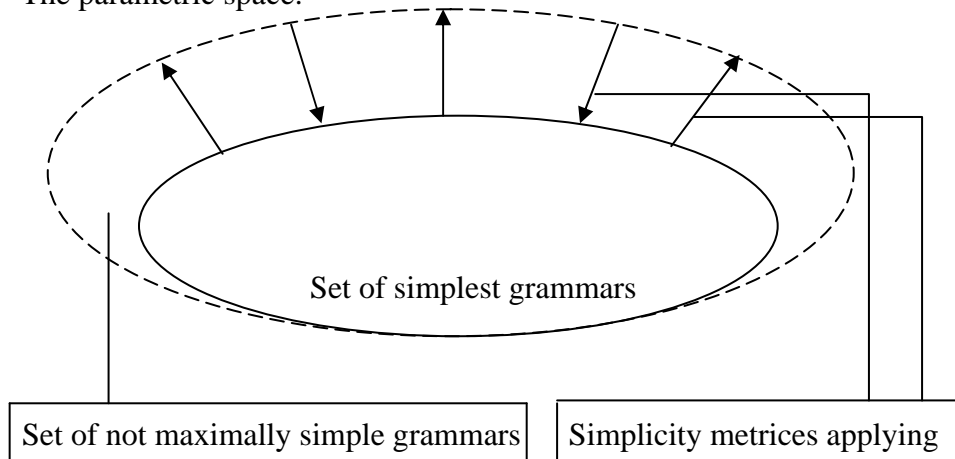 The parametric space:
Set of simplest grammars
Set of not maximally simple grammars
Simplicity metrices applying